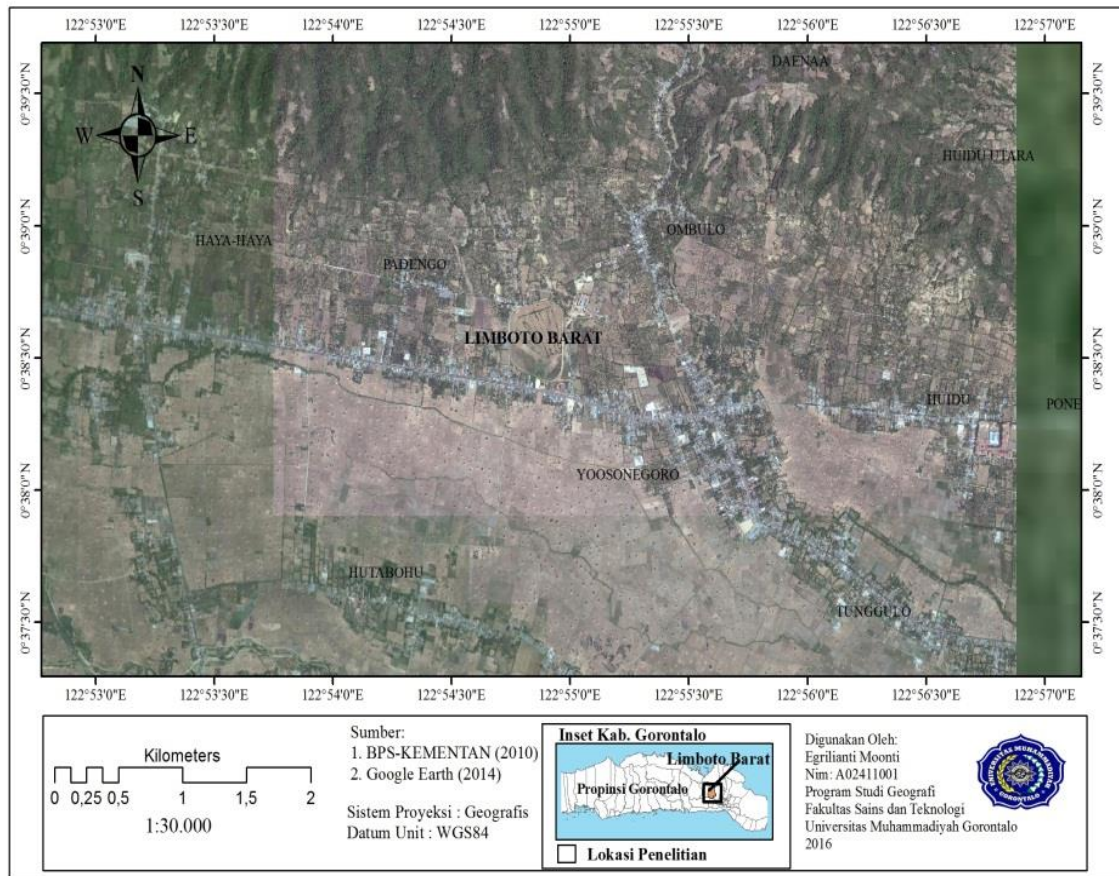 122°53'0"E 122°53'30"E 122°54'0"E 122°54'30"E 122°55'0"E 122°55'30"E 122°56'0"E 122°56'30"E 122°57'0"E
0°39'30"N 0°39'30"N
0°39'0"N 0°39'0"N
0°38'30"N 0°38'30"N
0°38'0"N 0°38'0"N
0°37'30"N 0°37'30"N
N
W E
S
DAENAA
HUIDU UTARA
OMBULO
HAYA-HAYA
PADENGO
LIMBOTO BARAT
HUIDU
PONE
YOOSONEGORO
HUTABOHU
TUNGGULO
122°53'0"E 122°53'30"E 122°54'0"E 122°54'30"E 122°55'0"E 122°55'30"E 122°56'0"E 122°56'30"E 122°57'0"E
Kilometers
0 0,25 0,5 1 1,5 2
1:30.000
Sumber:
1. BPS-KEMENTAN (2010)
2. Google Earth (2014)
Sistem Proyeksi : Geografis
Datum Unit : WGS84
Inset Kab. Gorontalo
Limboto Barat
Propinsi Gorontalo
Lokasi Penelitian
Digunakan Oleh:
Egrilianti Moonti
Nim: A02411001
Program Studi Geografi
Fakultas Sains dan Teknologi
Universitas Muhammadiyah Gorontalo
2016
UNIVERSITAS MUHAMMADIYAH
GORONTALO